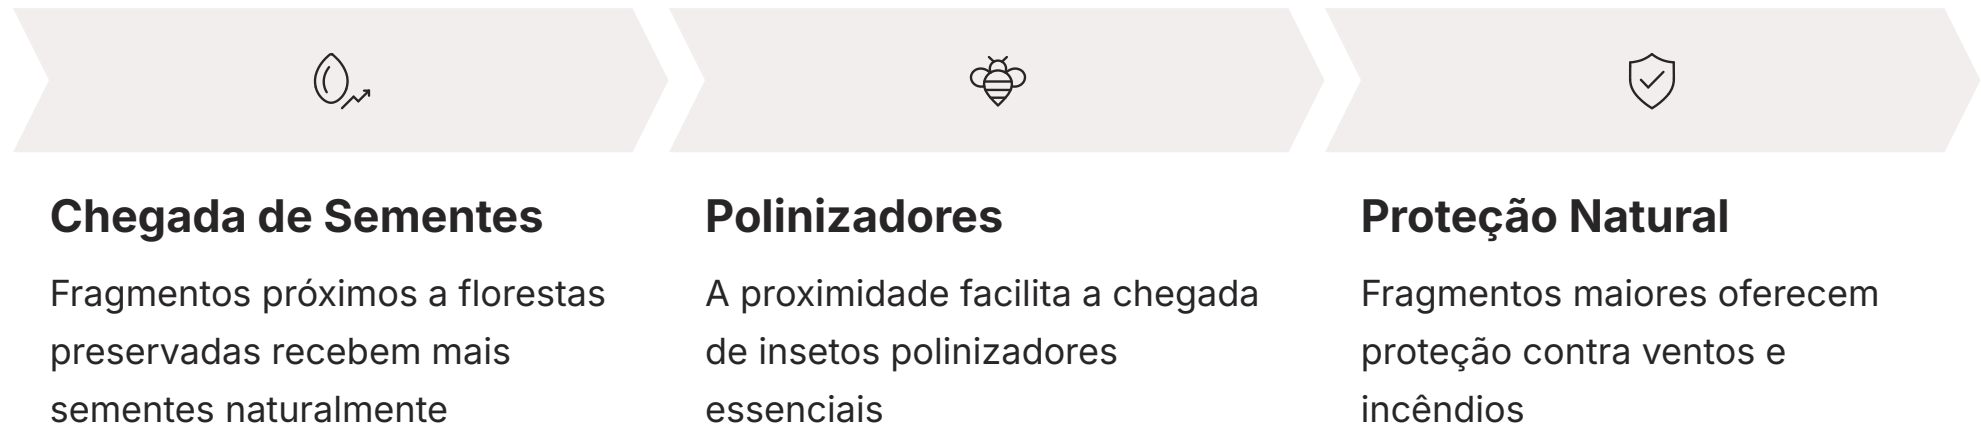 Chegada de Sementes
Fragmentos próximos a florestas
preservadas recebem mais
sementes naturalmente
Polinizadores
A proximidade facilita a chegada
de insetos polinizadores
essenciais
Proteção Natural
Fragmentos maiores oferecem
proteção contra ventos e
incêndios